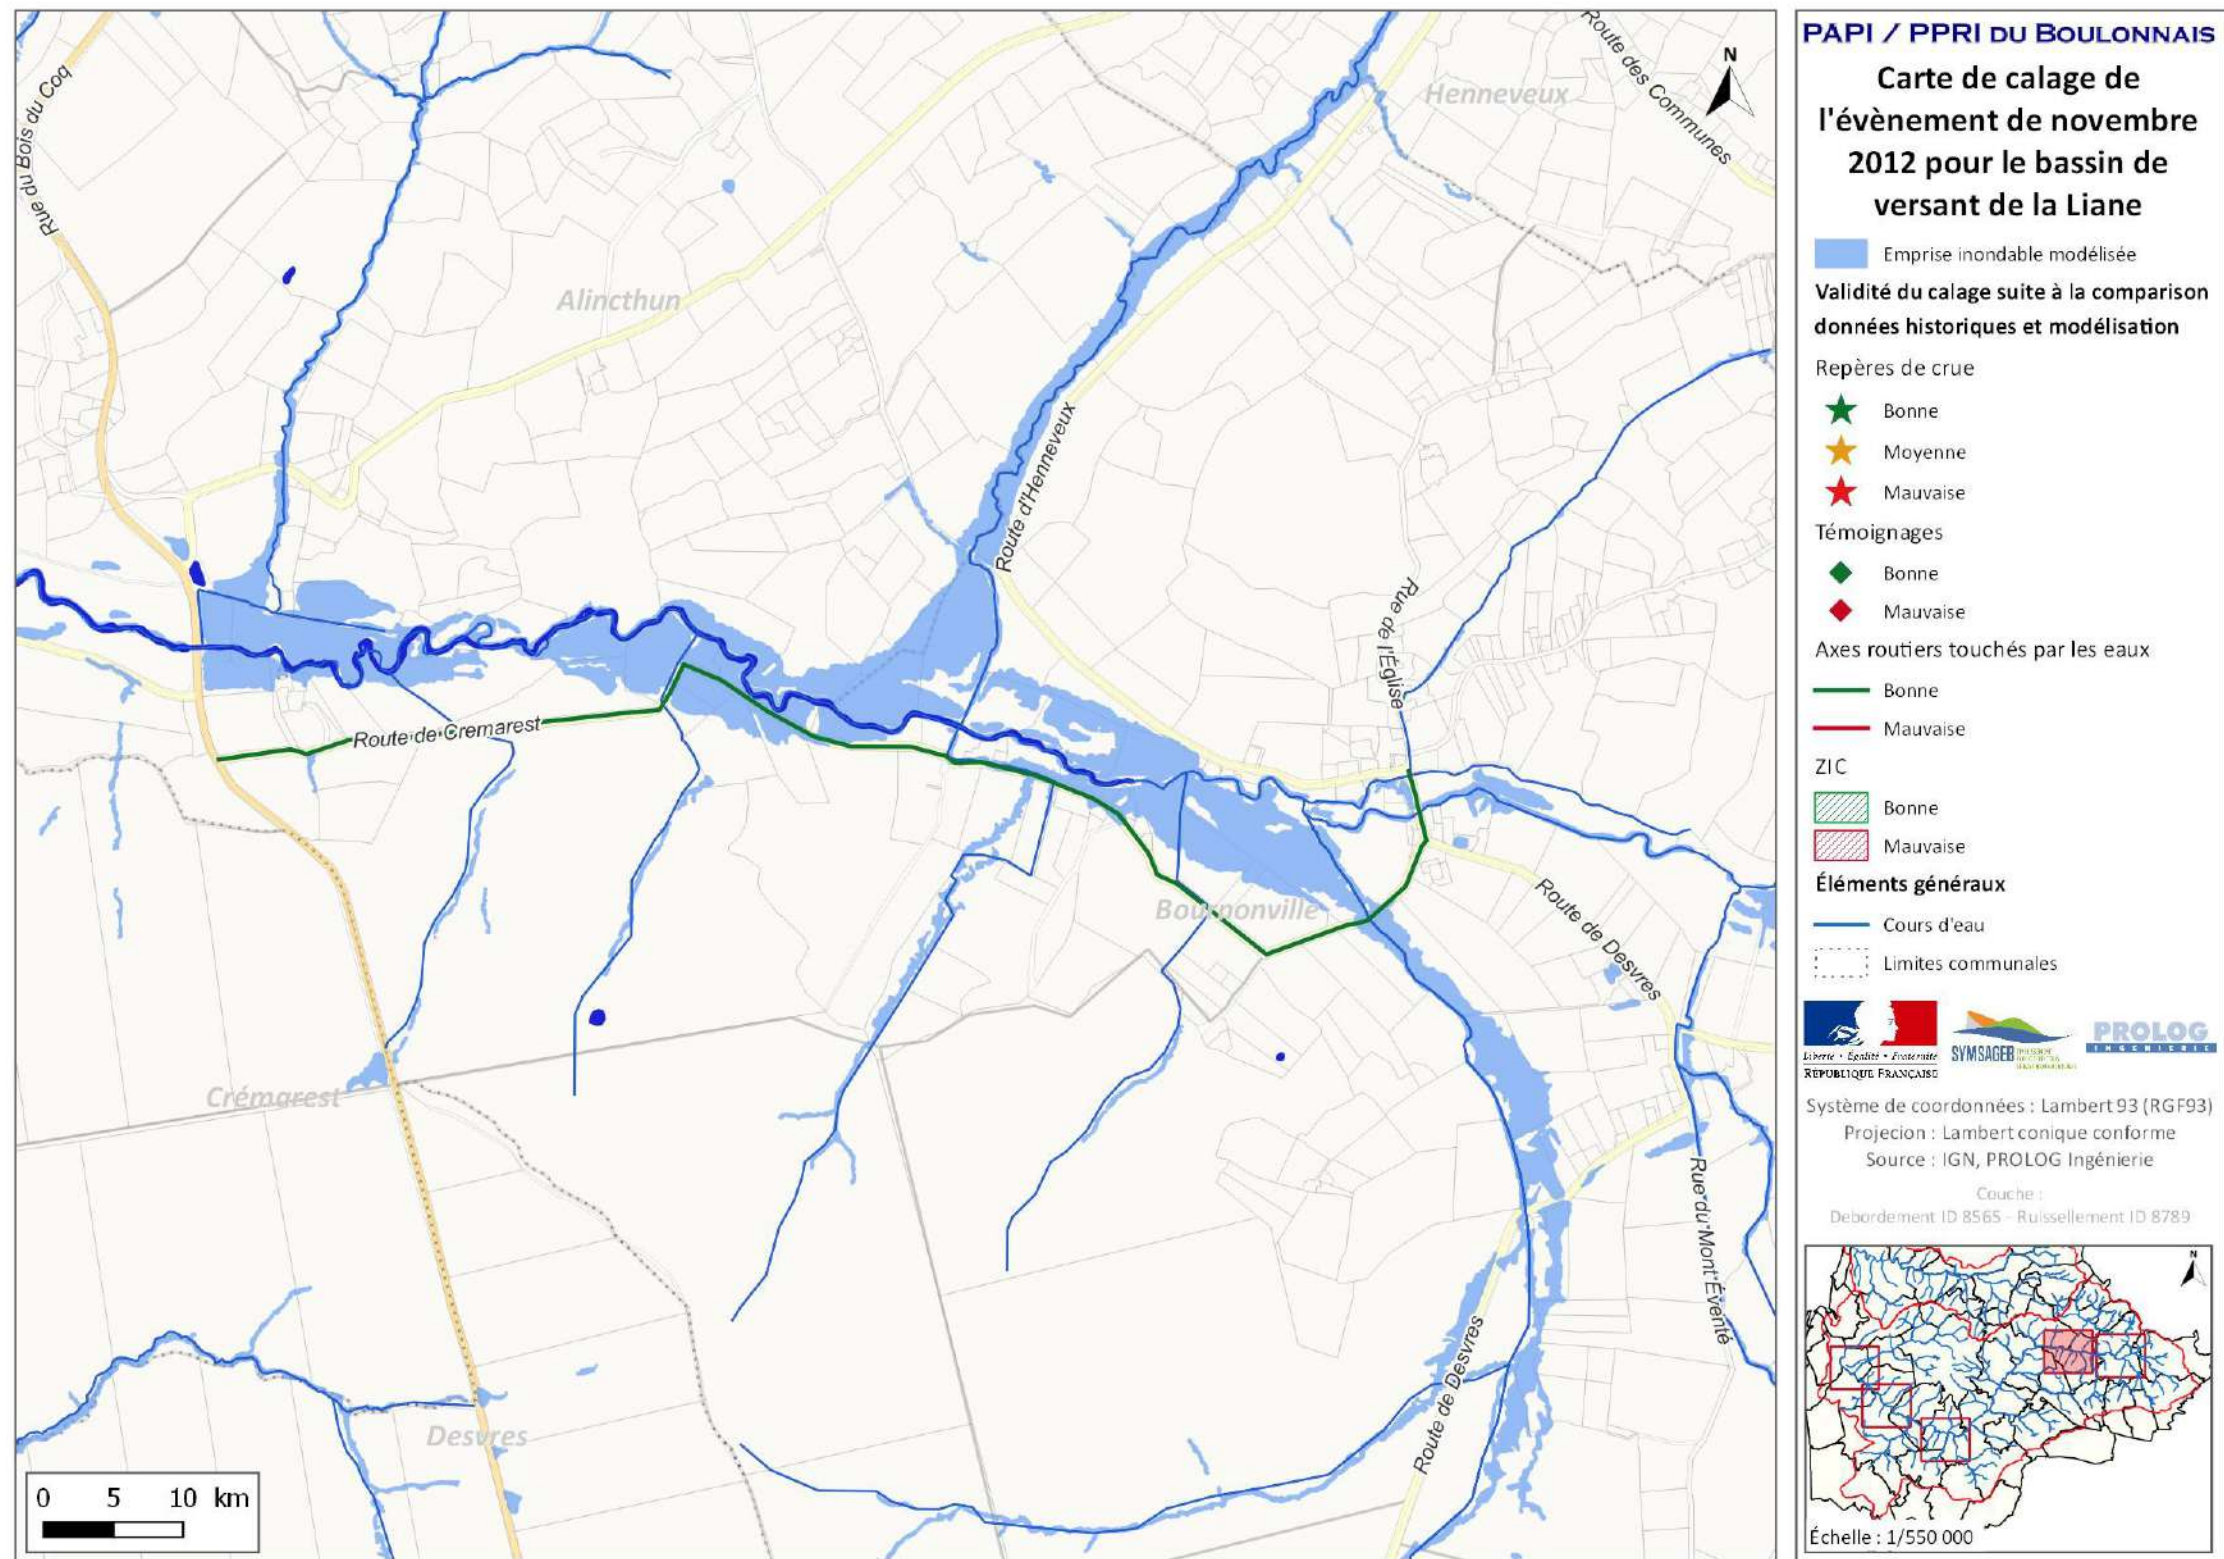 Rue du Bois du Coq
Route des Communes
N
Henneveux
Alincthun
Route d'Henneveux
Rue de l'Église
Route de Cremarest
Bournonville
Route de Desvres
Crémarest
Rue du Mont Éventé
Route de Desvres
Desvres
0 5 10 km
PAPI / PPRI DU BOULONNAIS
Carte de calage de
l'évènement de novembre
2012 pour le bassin de
versant de la Liane
Emprise inondable modélisée
Validité du calage suite à la comparaison
données historiques et modélisation
Repères de crue
Bonne
Moyenne
Mauvaise
Témoignages
Bonne
Mauvaise
Axes routiers touchés par les eaux
Bonne
Mauvaise
ZIC
Bonne
Mauvaise
Éléments généraux
Cours d'eau
Limites communales
Liberté • Égalité • Fraternité
RÉPUBLIQUE FRANÇAISE
SYMSAGEB
PROLOG
INGENIERIE
Système de coordonnées : Lambert 93 (RGF93)
Projecion : Lambert conique conforme
Source : IGN, PROLOG Ingénierie
Couche :
Debordement ID 8565 - Ruissellement ID 8789
N
Échelle : 1/550 000